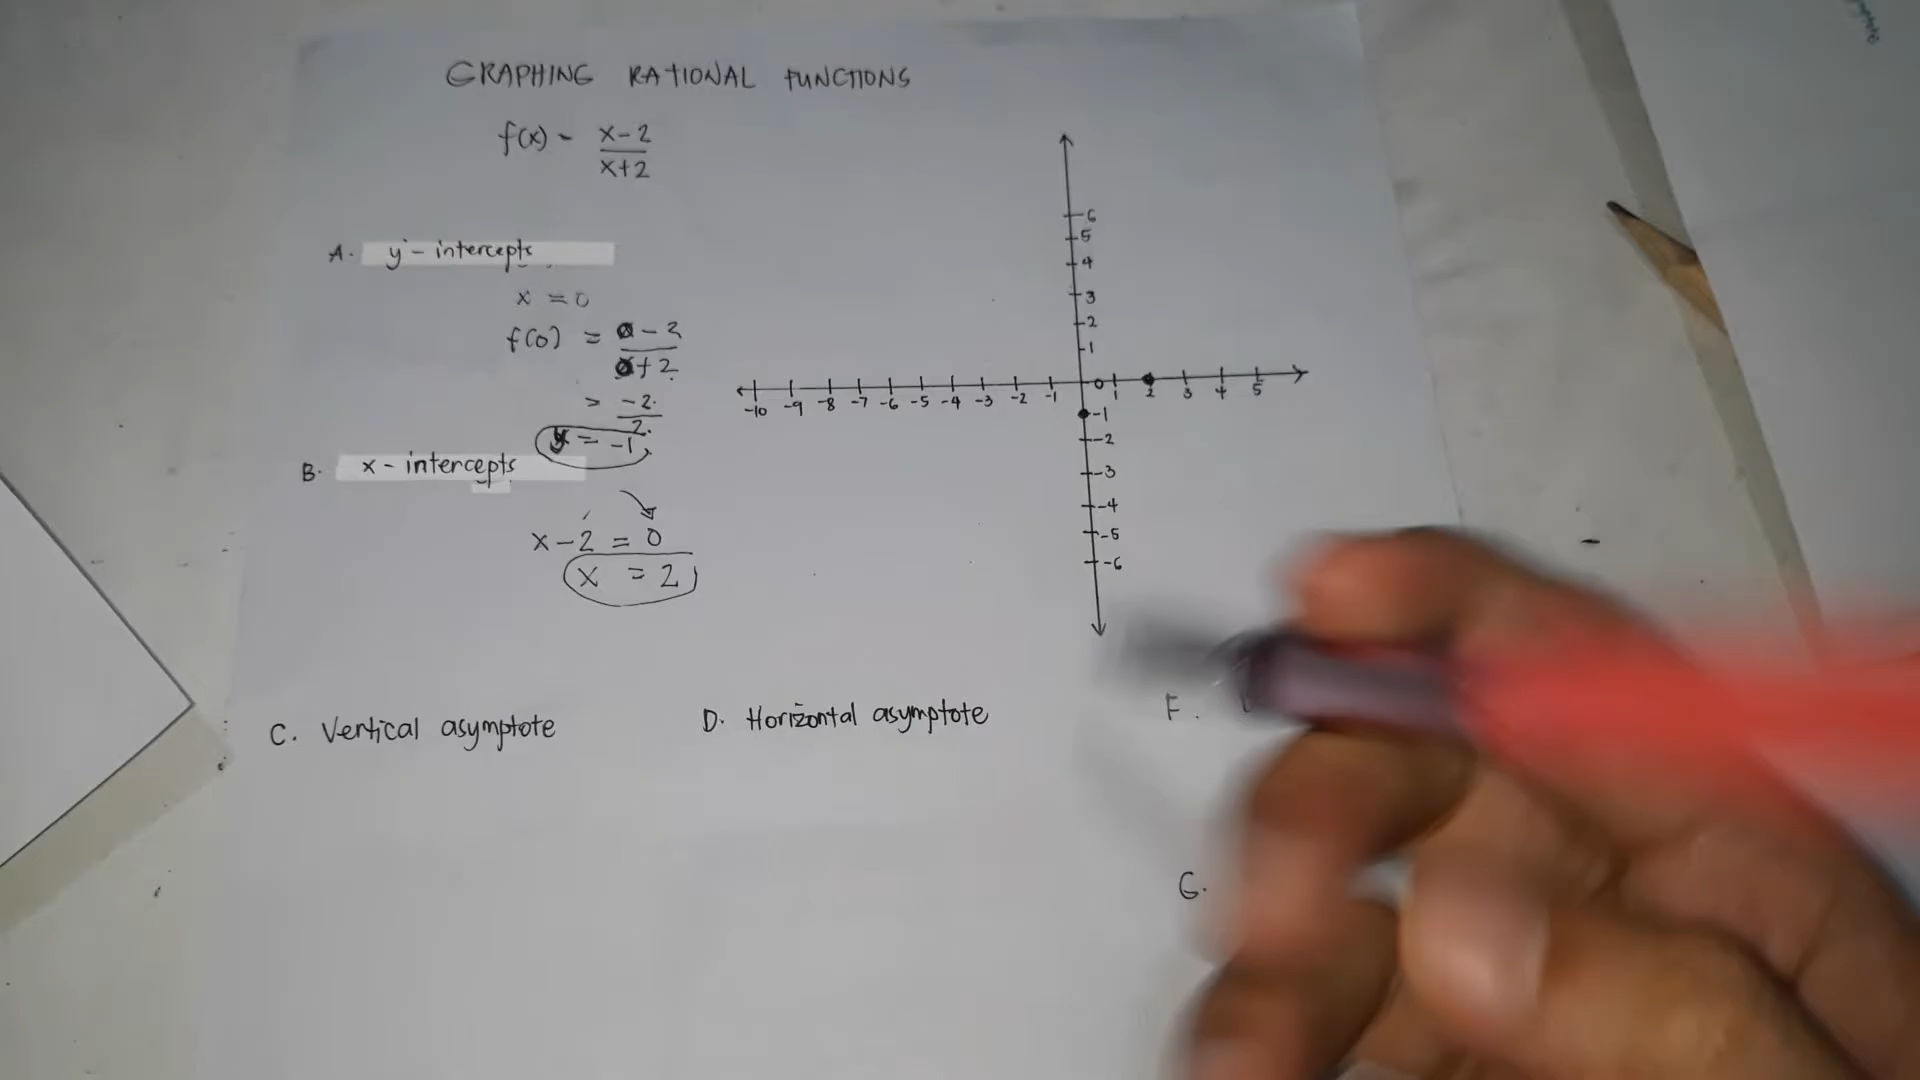 GRAPHING RATIONAL FUNCTIONS
f(x) - x-2
x+2
A. y - intercepts
x = 0
f(0) = 0 - 2
0 + 2
= -2
2
y = -1
B. x - intercepts
x - 2 = 0
x = 2
6
5
4
3
2
1
-10 -9 -8 -7 -6 -5 -4 -3 -2 -1 0 1 2 3 4 5
-1
-2
-3
-4
-5
-6
C. Vertical asymptote
D. Horizontal asymptote
F.
G.